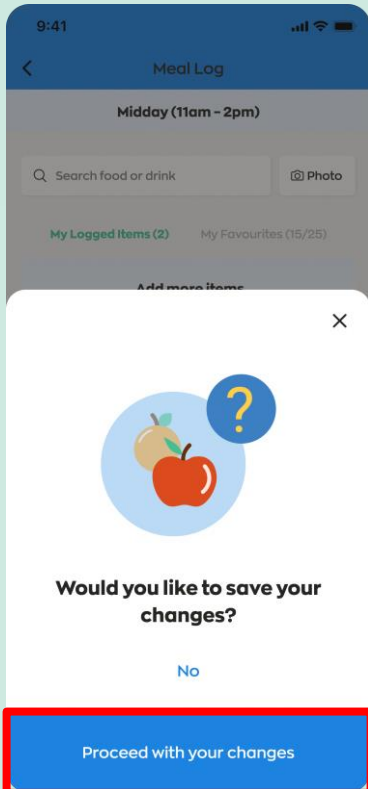 9:41
Meal Log
Midday (11am – 2pm)
Search food or drink
Photo
My Logged Items (2) My Favourites (15/25)
Add more items
?
Would you like to save your
changes?
No
Proceed with your changes